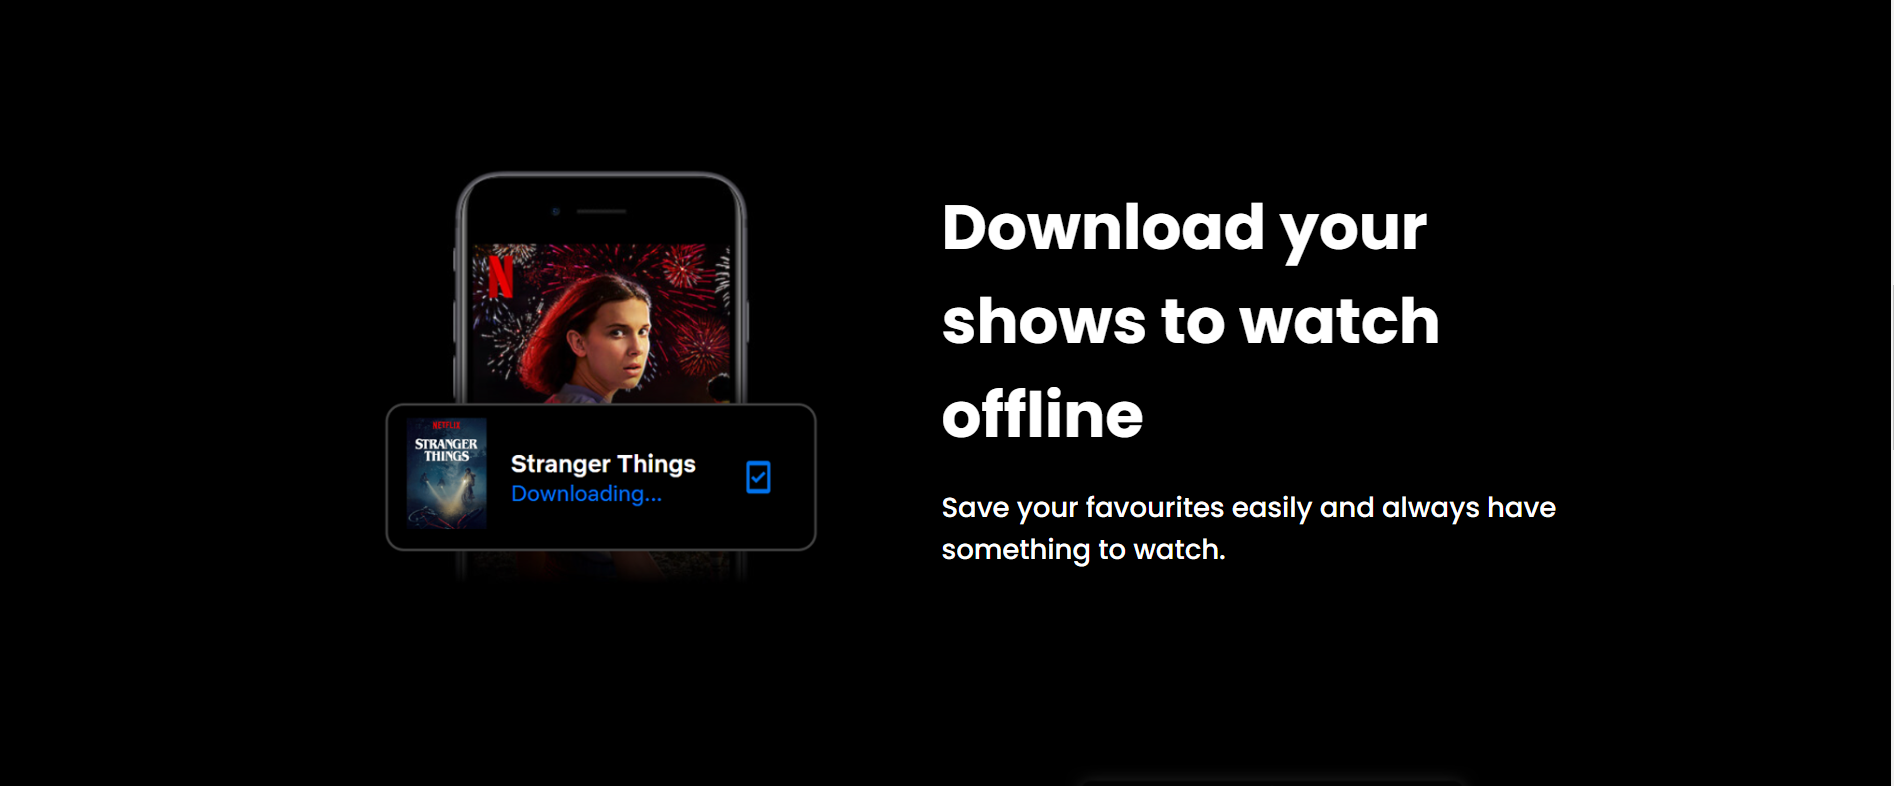 N
NETFLIX
STRANGER
THINGS
Stranger Things
Downloading...
Download your
shows to watch
offline
Save your favourites easily and always have
something to watch.